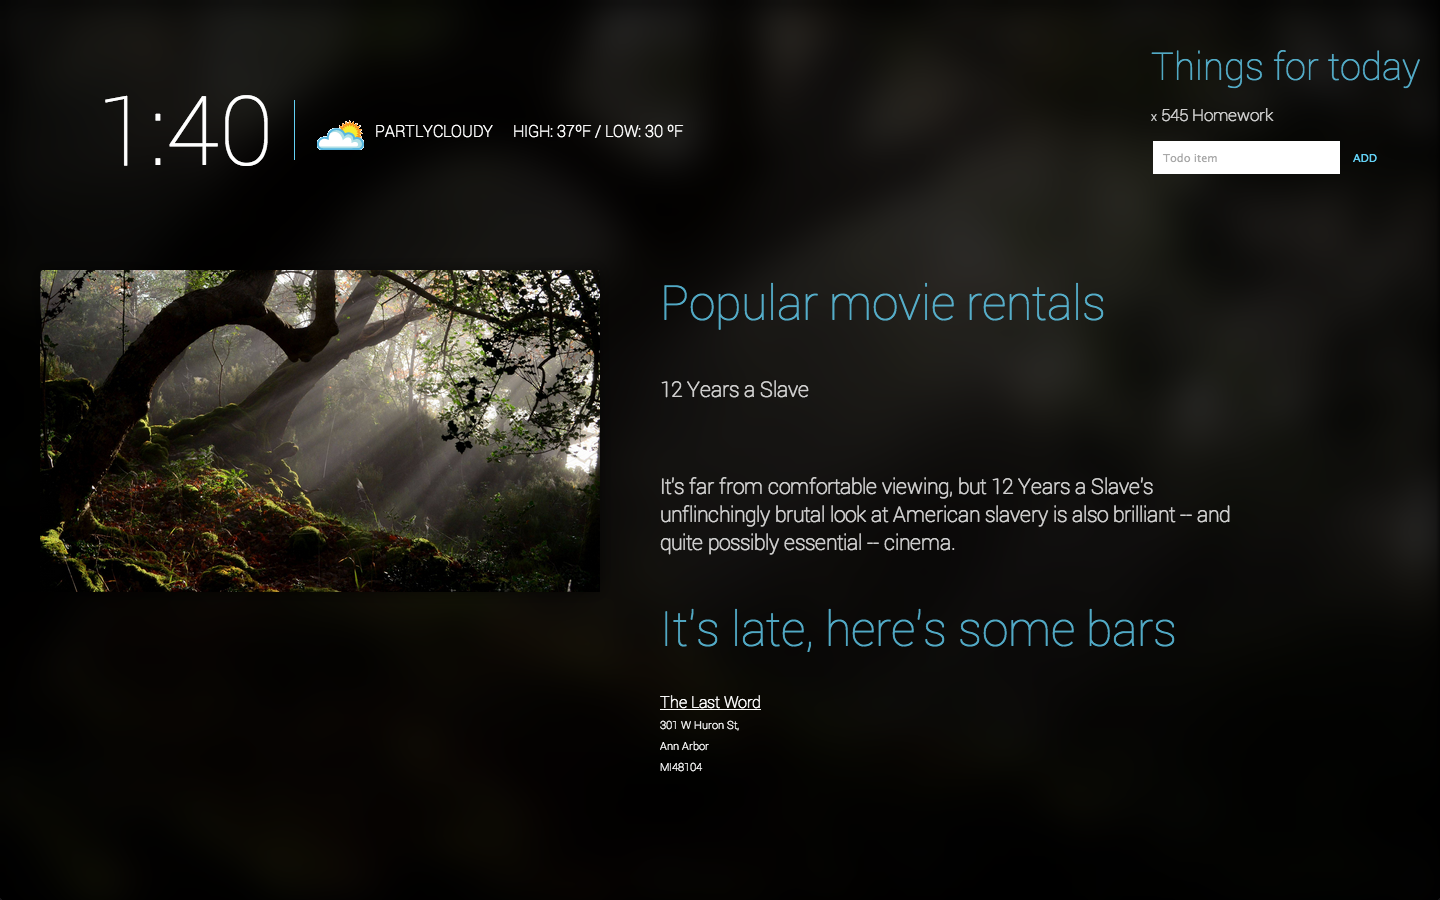 1:40
PARTLYCLOUDY HIGH: 37ºF / LOW: 30 ºF
Things for today
x 545 Homework
Todo item ADD
Popular movie rentals
12 Years a Slave
It's far from comfortable viewing, but 12 Years a Slave's
unflinchingly brutal look at American slavery is also brilliant -- and
quite possibly essential -- cinema.
It's late, here's some bars
The Last Word
301 W Huron St,
Ann Arbor
MI48104